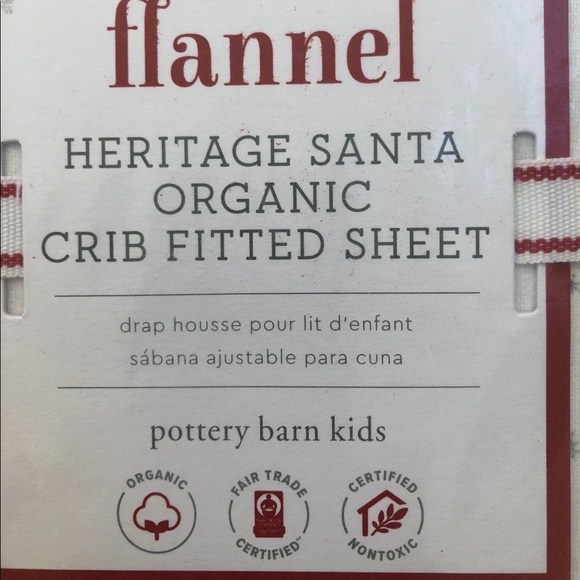 flannel
HERITAGE SANTA
ORGANIC
CRIB FITTED SHEET
drap housse pour lit d'enfant
sábana ajustable para cuna
pottery barn kids
ORGANIC
FAIR TRADE
CERTIFIED™
CERTIFIED
NONTOXIC